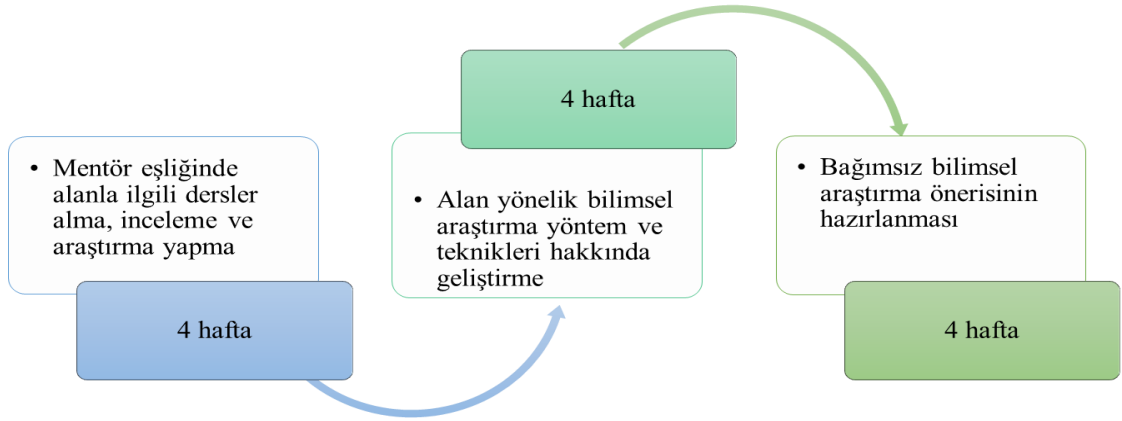 • Mentör eşliğinde
alanla ilgili dersler
alma, inceleme ve
araştırma yapma
4 hafta
4 hafta
• Alan yönelik bilimsel
araştırma yöntem ve
teknikleri hakkında
geliştirme
• Bağımsız bilimsel
araştırma önerisinin
hazırlanması
4 hafta